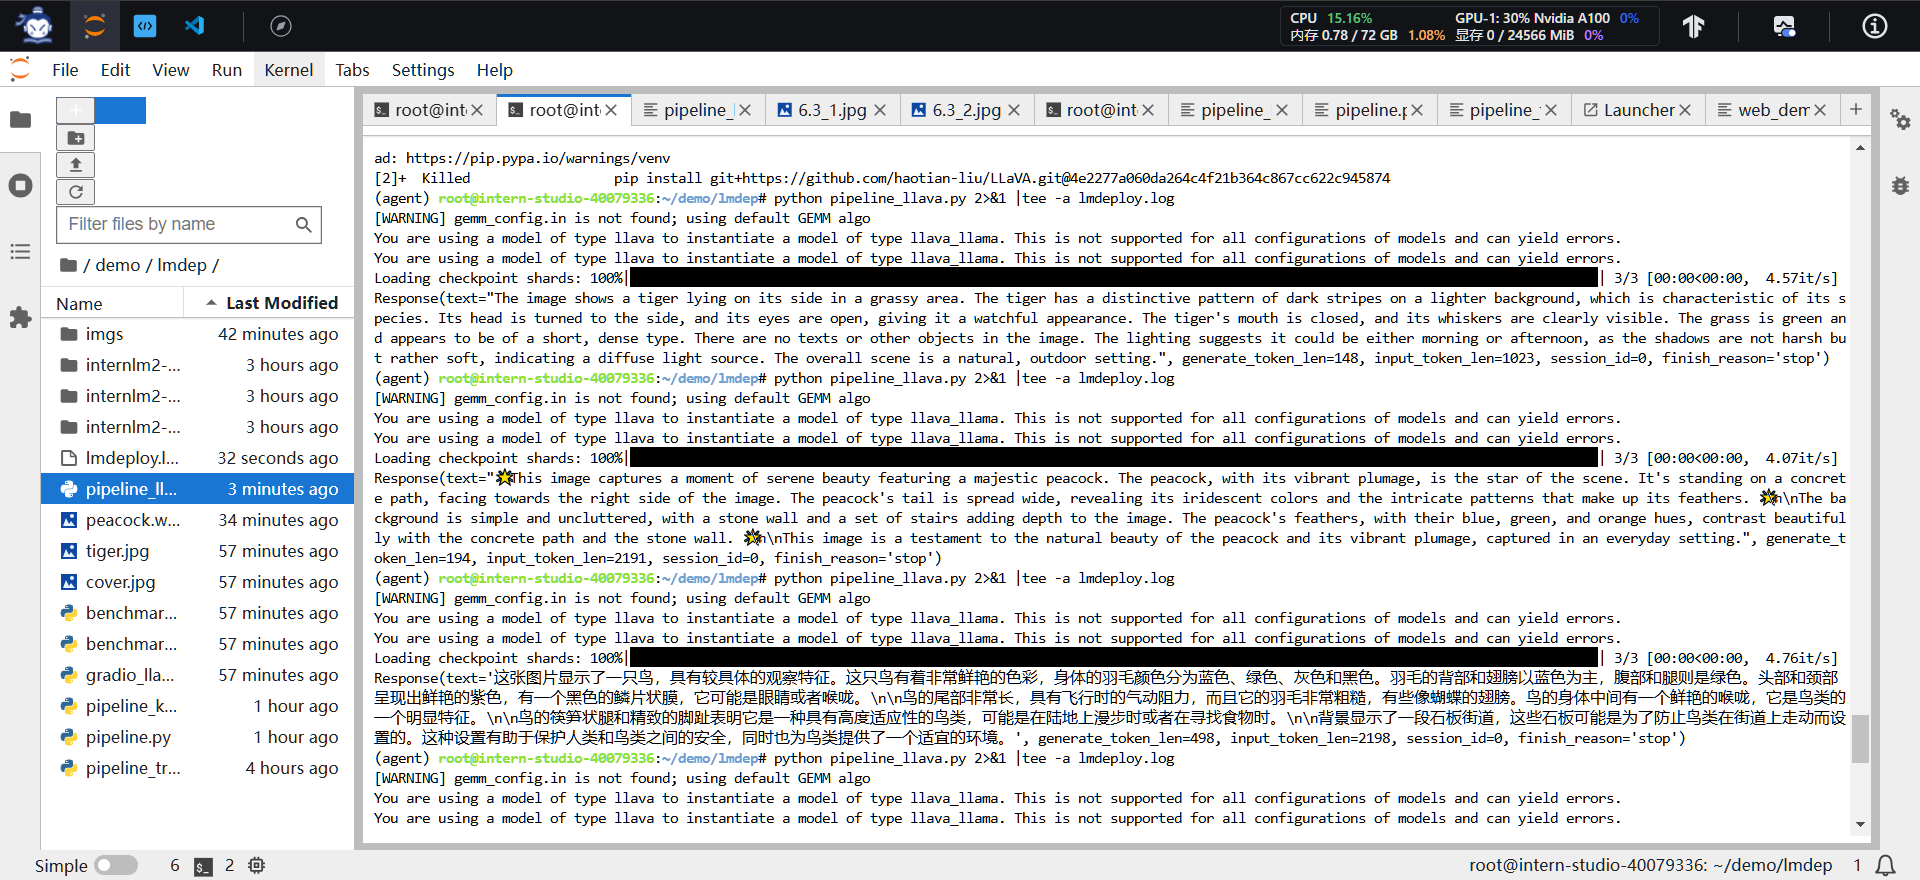 CPU 15.16% GPU-1: 30% Nvidia A100 0%
内存 0.78 / 72 GB 1.08% 显存 0 / 24566 MiB 0%
File Edit View Run Kernel Tabs Settings Help
root@int root@int pipeline_ 6.3_1.jpg 6.3_2.jpg root@int pipeline_ pipeline.p pipeline_ Launcher web_dem
Filter files by name
/ demo / lmdep /
Name Last Modified
imgs 42 minutes ago
internlm2-... 3 hours ago
internlm2-... 3 hours ago
internlm2-... 3 hours ago
lmdeploy.l... 32 seconds ago
pipeline_ll... 3 minutes ago
peacock.w... 34 minutes ago
tiger.jpg 57 minutes ago
cover.jpg 57 minutes ago
benchmar... 57 minutes ago
benchmar... 57 minutes ago
gradio_lla... 57 minutes ago
pipeline_k... 1 hour ago
pipeline.py 1 hour ago
pipeline_tr... 4 hours ago
ad: https://pip.pypa.io/warnings/venv
[2]+  Killed                  pip install git+https://github.com/haotian-liu/LLaVA.git@4e2277a060da264c4f21b364c867cc622c945874
(agent) root@intern-studio-40079336:~/demo/lmdep# python pipeline_llava.py 2>&1 |tee -a lmdeploy.log
[WARNING] gemm_config.in is not found; using default GEMM algo
You are using a model of type llava to instantiate a model of type llava_llama. This is not supported for all configurations of models and can yield errors.
You are using a model of type llava to instantiate a model of type llava_llama. This is not supported for all configurations of models and can yield errors.
Loading checkpoint shards: 100%| | 3/3 [00:00<00:00,  4.57it/s]
Response(text="The image shows a tiger lying on its side in a grassy area. The tiger has a distinctive pattern of dark stripes on a lighter background, which is characteristic of its s
pecies. Its head is turned to the side, and its eyes are open, giving it a watchful appearance. The tiger's mouth is closed, and its whiskers are clearly visible. The grass is green an
d appears to be of a short, dense type. There are no texts or other objects in the image. The lighting suggests it could be either morning or afternoon, as the shadows are not harsh bu
t rather soft, indicating a diffuse light source. The overall scene is a natural, outdoor setting.", generate_token_len=148, input_token_len=1023, session_id=0, finish_reason='stop')
(agent) root@intern-studio-40079336:~/demo/lmdep# python pipeline_llava.py 2>&1 |tee -a lmdeploy.log
[WARNING] gemm_config.in is not found; using default GEMM algo
You are using a model of type llava to instantiate a model of type llava_llama. This is not supported for all configurations of models and can yield errors.
You are using a model of type llava to instantiate a model of type llava_llama. This is not supported for all configurations of models and can yield errors.
Loading checkpoint shards: 100%| | 3/3 [00:00<00:00,  4.07it/s]
Response(text="🌟This image captures a moment of serene beauty featuring a majestic peacock. The peacock, with its vibrant plumage, is the star of the scene. It's standing on a concret
e path, facing towards the right side of the image. The peacock's tail is spread wide, revealing its iridescent colors and the intricate patterns that make up its feathers. 🌟\n\nThe ba
ckground is simple and uncluttered, with a stone wall and a set of stairs adding depth to the image. The peacock's feathers, with their blue, green, and orange hues, contrast beautiful
ly with the concrete path and the stone wall. 🌟\n\nThis image is a testament to the natural beauty of the peacock and its vibrant plumage, captured in an everyday setting.", generate_t
oken_len=194, input_token_len=2191, session_id=0, finish_reason='stop')
(agent) root@intern-studio-40079336:~/demo/lmdep# python pipeline_llava.py 2>&1 |tee -a lmdeploy.log
[WARNING] gemm_config.in is not found; using default GEMM algo
You are using a model of type llava to instantiate a model of type llava_llama. This is not supported for all configurations of models and can yield errors.
You are using a model of type llava to instantiate a model of type llava_llama. This is not supported for all configurations of models and can yield errors.
Loading checkpoint shards: 100%| | 3/3 [00:00<00:00,  4.76it/s]
Response(text='这张图片显示了一只鸟，具有较具体的观察特征。这只鸟有着非常鲜艳的色彩，身体的羽毛颜色分为蓝色、绿色、灰色和黑色。羽毛的背部和翅膀以蓝色为主，腹部和腿则是绿色。头部和颈部
呈现出鲜艳的紫色，有一个黑色的鳞片状膜，它可能是眼睛或者喉咙。\n\n鸟的尾部非常长，具有飞行时的气动阻力，而且它的羽毛非常粗糙，有些像蝴蝶的翅膀。鸟的身体中间有一个鲜艳的喉咙，它是鸟类的
一个明显特征。\n\n鸟的筷笋状腿和精致的脚趾表明它是一种具有高度适应性的鸟类，可能是在陆地上漫步时或者在寻找食物时。\n\n背景显示了一段石板街道，这些石板可能是为了防止鸟类在街道上走动而设
置的。这种设置有助于保护人类和鸟类之间的安全，同时也为鸟类提供了一个适宜的环境。', generate_token_len=498, input_token_len=2198, session_id=0, finish_reason='stop')
(agent) root@intern-studio-40079336:~/demo/lmdep# python pipeline_llava.py 2>&1 |tee -a lmdeploy.log
[WARNING] gemm_config.in is not found; using default GEMM algo
You are using a model of type llava to instantiate a model of type llava_llama. This is not supported for all configurations of models and can yield errors.
You are using a model of type llava to instantiate a model of type llava_llama. This is not supported for all configurations of models and can yield errors.
Simple 6 2 root@intern-studio-40079336: ~/demo/lmdep 1